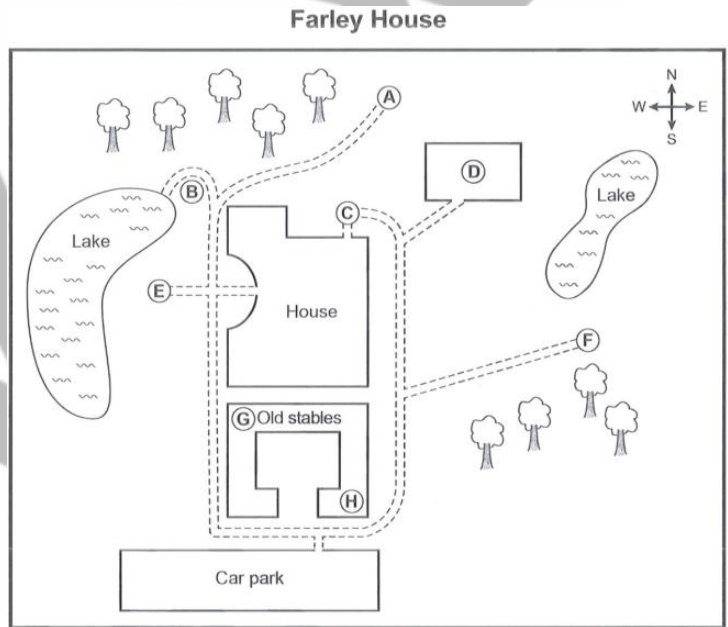 Farley House
A
N
W E
S
D
B
Lake
C
Lake
E
House
F
G Old stables
H
Car park